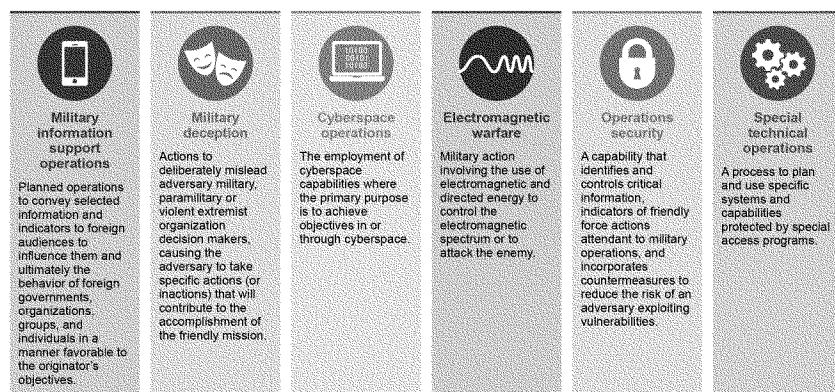 Military
information
support
operations
Planned operations
to convey selected
information and
indicators to foreign
audiences to
influence them and
ultimately the
behavior of foreign
governments,
organizations,
groups, and
individuals in a
manner favorable to
the originator's
objectives.
Military
deception
Actions to
deliberately mislead
adversary military,
paramilitary or
violent extremist
organization
decision makers,
causing the
adversary to take
specific actions (or
inactions) that will
contribute to the
accomplishment of
the friendly mission.
10100
00101
10100
Cyberspace
operations
The employment of
cyberspace
capabilities where
the primary purpose
is to achieve
objectives in or
through cyberspace.
Electromagnetic
warfare
Military action
involving the use of
electromagnetic and
directed energy to
control the
electromagnetic
spectrum or to
attack the enemy.
Operations
security
A capability that
identifies and
controls critical
information,
indicators of friendly
force actions
attendant to military
operations, and
incorporates
countermeasures to
reduce the risk of an
adversary exploiting
vulnerabilities.
Special
technical
operations
A process to plan
and use specific
systems and
capabilities
protected by special
access programs.